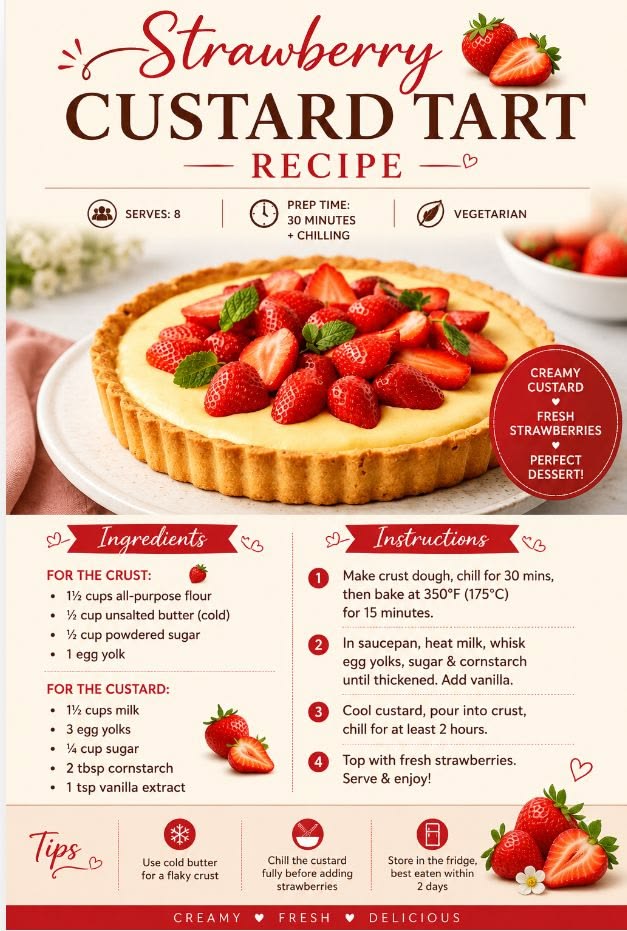 Strawberry
CUSTARD TART
RECIPE
SERVES: 8
PREP TIME:
30 MINUTES
+ CHILLING
VEGETARIAN
CREAMY
CUSTARD
FRESH
STRAWBERRIES
PERFECT
DESSERT!
Ingredients
FOR THE CRUST:
• 1½ cups all-purpose flour
• ½ cup unsalted butter (cold)
• ½ cup powdered sugar
• 1 egg yolk
FOR THE CUSTARD:
• 1½ cups milk
• 3 egg yolks
• ¼ cup sugar
• 2 tbsp cornstarch
• 1 tsp vanilla extract
Instructions
1 Make crust dough, chill for 30 mins,
then bake at 350°F (175°C)
for 15 minutes.
2 In saucepan, heat milk, whisk
egg yolks, sugar & cornstarch
until thickened. Add vanilla.
3 Cool custard, pour into crust,
chill for at least 2 hours.
4 Top with fresh strawberries.
Serve & enjoy!
Tips
Use cold butter
for a flaky crust
Chill the custard
fully before adding
strawberries
Store in the fridge,
best eaten within
2 days
CREAMY ♥ FRESH ♥ DELICIOUS